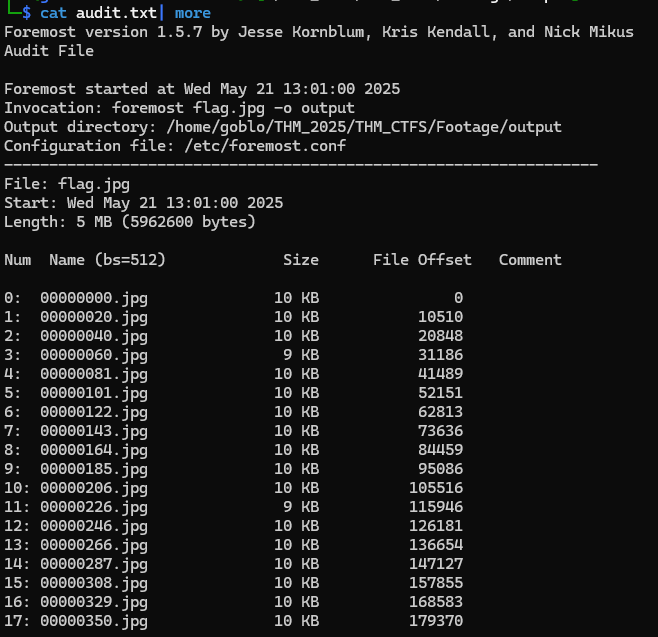 └─$ cat audit.txt| more
Foremost version 1.5.7 by Jesse Kornblum, Kris Kendall, and Nick Mikus
Audit File
Foremost started at Wed May 21 13:01:00 2025
Invocation: foremost flag.jpg -o output
Output directory: /home/goblo/THM_2025/THM_CTFS/Footage/output
Configuration file: /etc/foremost.conf
------------------------------------------------------------------
File: flag.jpg
Start: Wed May 21 13:01:00 2025
Length: 5 MB (5962600 bytes)
Num  Name (bs=512)             Size      File Offset   Comment
0:  00000000.jpg              10 KB               0
1:  00000020.jpg              10 KB           10510
2:  00000040.jpg              10 KB           20848
3:  00000060.jpg               9 KB           31186
4:  00000081.jpg              10 KB           41489
5:  00000101.jpg              10 KB           52151
6:  00000122.jpg              10 KB           62813
7:  00000143.jpg              10 KB           73636
8:  00000164.jpg              10 KB           84459
9:  00000185.jpg              10 KB           95086
10: 00000206.jpg              10 KB          105516
11: 00000226.jpg               9 KB          115946
12: 00000246.jpg              10 KB          126181
13: 00000266.jpg              10 KB          136654
14: 00000287.jpg              10 KB          147127
15: 00000308.jpg              10 KB          157855
16: 00000329.jpg              10 KB          168583
17: 00000350.jpg              10 KB          179370